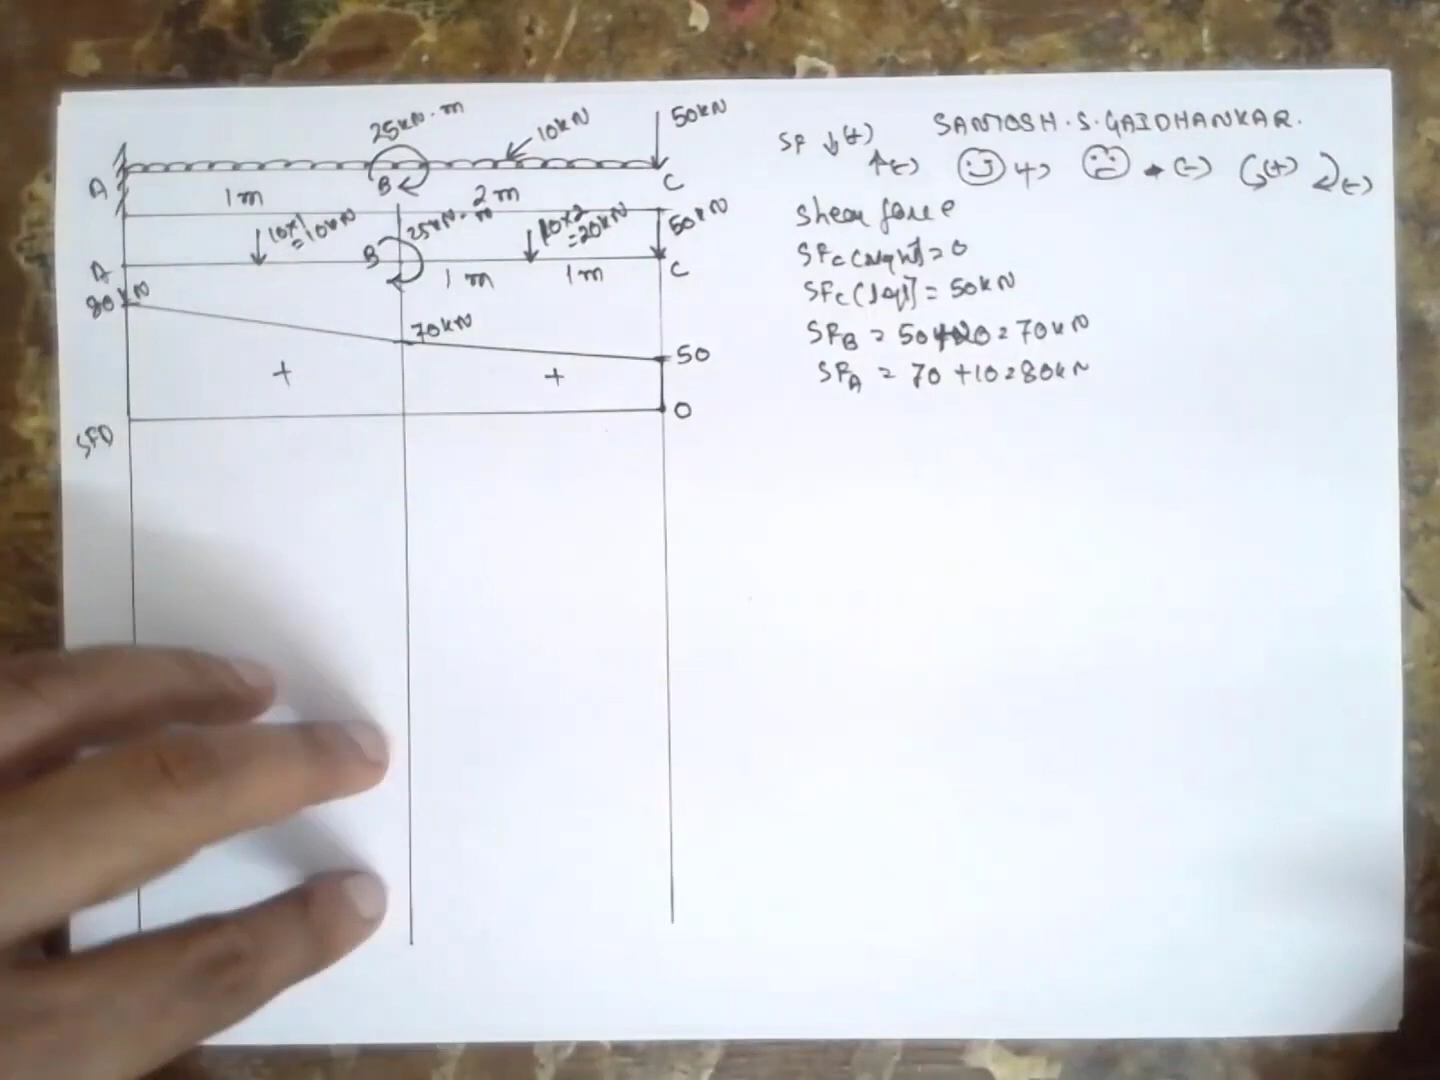 25kN.m
10kN
50kN
A
B
C
1m
2m
10×1
=10kN
25kN-
m
10×2
=20kN
50kN
A
B
1m
1m
C
80kN
70kN
50
+
+
0
SFD
SF ↓(+)
↑(-)
SANTOSH.S.GAIDHANKAR.
(+) (-) (+) (-)
Shear force
SFc (right) = 0
SFc (left) = 50kN
SFB = 50+20 = 70kN
SFA = 70 +10=80kN